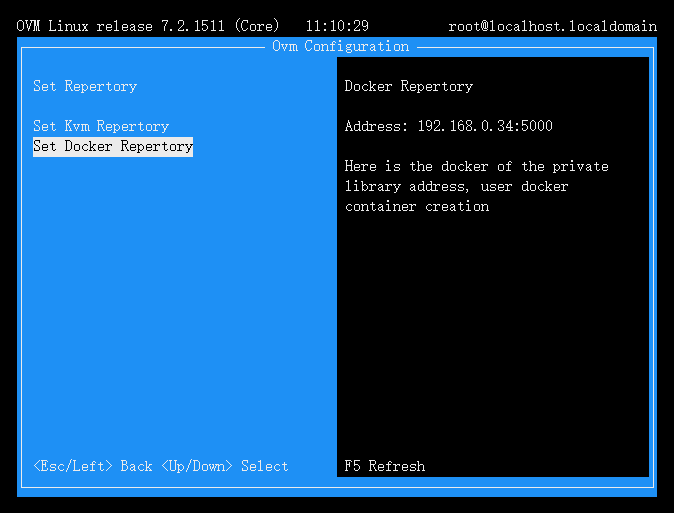 OVM Linux release 7.2.1511 (Core) 11:10:29 root@localhost.localdomain
Ovm Configuration
Set Repertory
Set Kvm Repertory
Set Docker Repertory
<Esc/Left> Back <Up/Down> Select
Docker Repertory
Address: 192.168.0.34:5000
Here is the docker of the private
library address, user docker
container creation
F5 Refresh